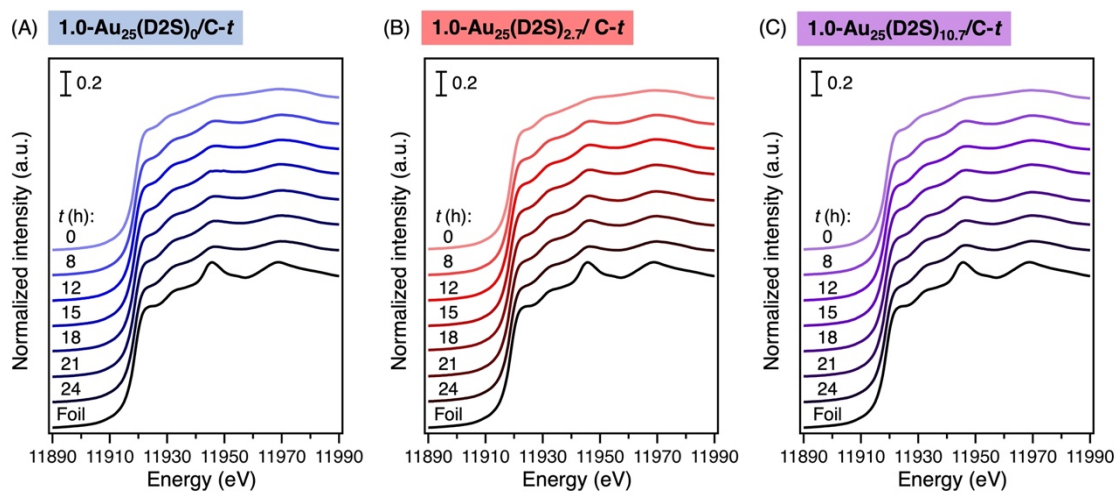 (A) 1.0-Au25(D2S)0/C-t
0.2
Normalized intensity (a.u.)
t (h):
0
8
12
15
18
21
24
Foil
11890 11910 11930 11950 11970 11990
Energy (eV)
(B) 1.0-Au25(D2S)2.7/ C-t
0.2
Normalized intensity (a.u.)
t (h):
0
8
12
15
18
21
24
Foil
11890 11910 11930 11950 11970 11990
Energy (eV)
(C) 1.0-Au25(D2S)10.7/C-t
0.2
Normalized intensity (a.u.)
t (h):
0
8
12
15
18
21
24
Foil
11890 11910 11930 11950 11970 11990
Energy (eV)